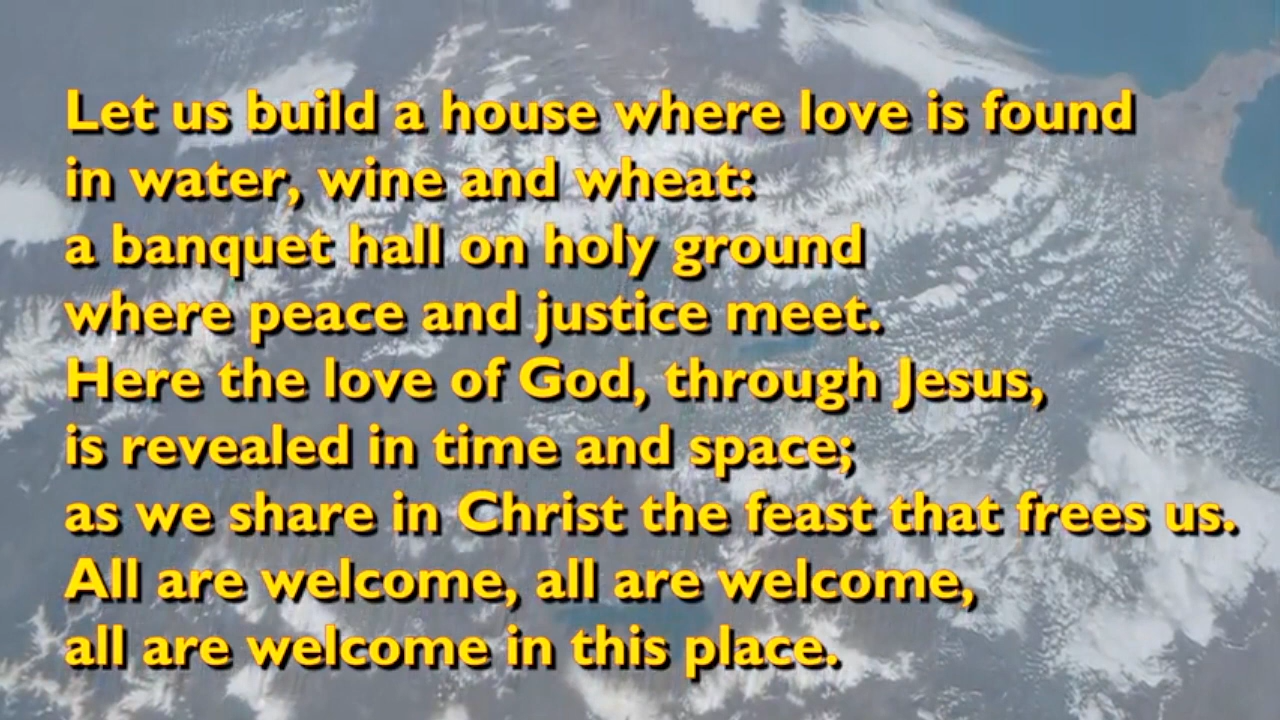 Let us build a house where love is found
in water, wine and wheat:
a banquet hall on holy ground
where peace and justice meet.
Here the love of God, through Jesus,
is revealed in time and space;
as we share in Christ the feast that frees us.
All are welcome, all are welcome,
all are welcome in this place.